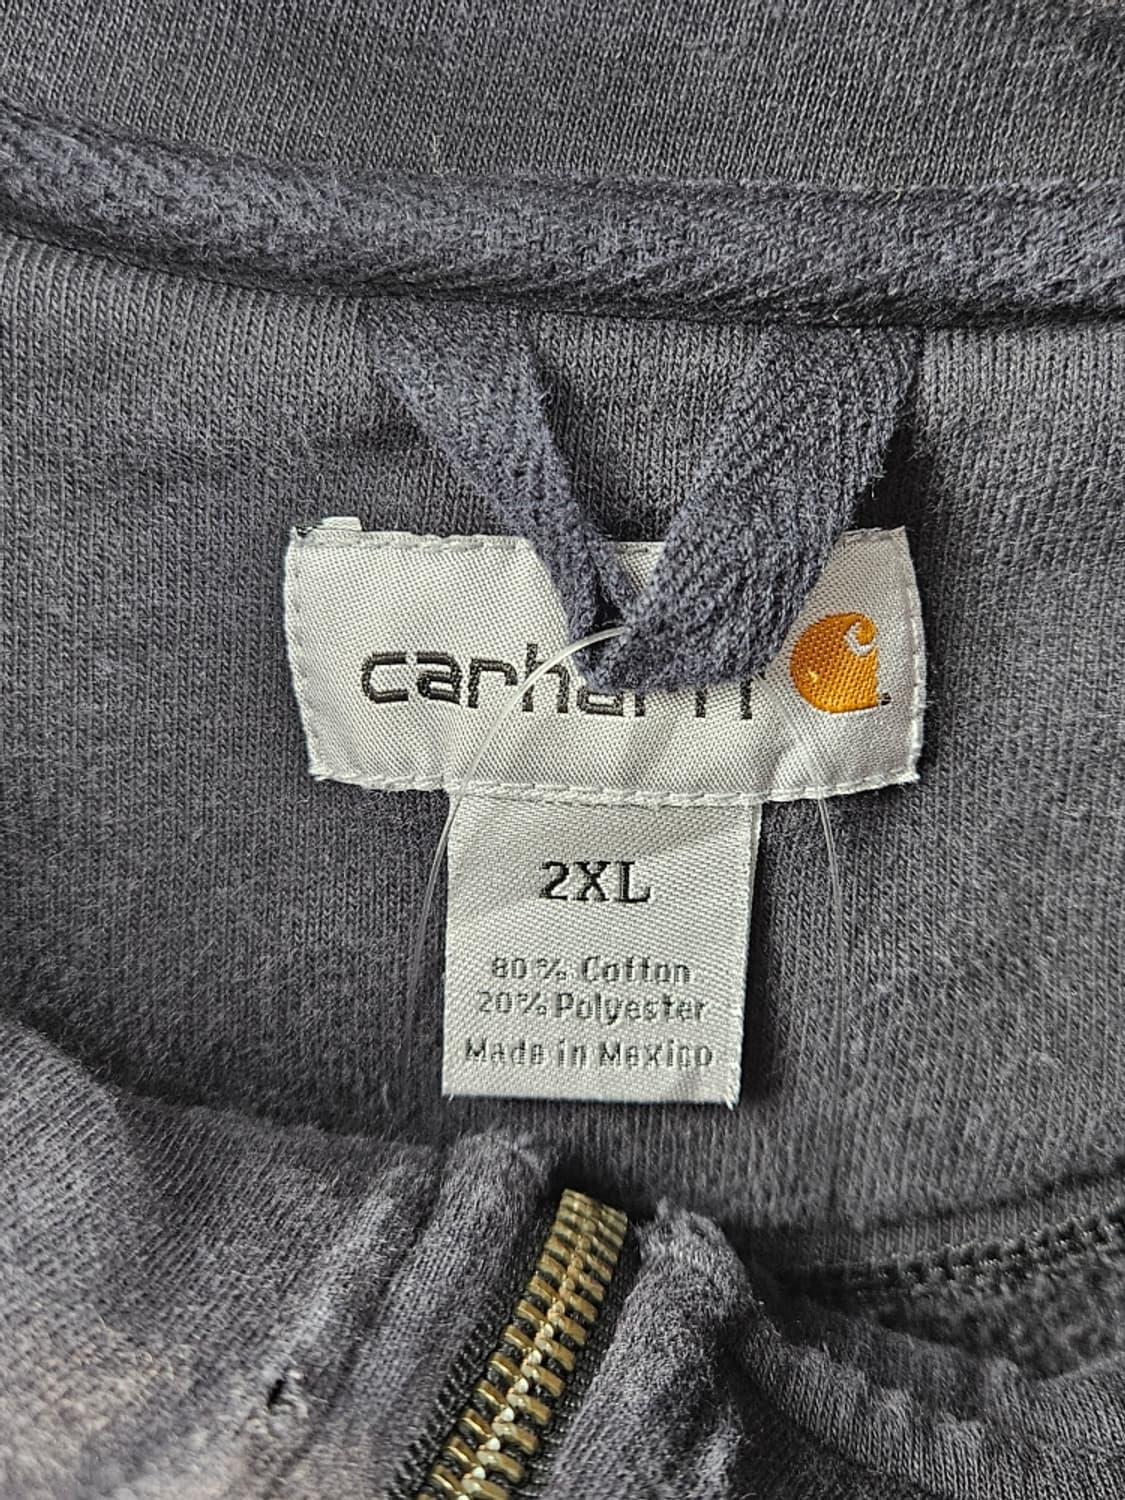 carhartt
2XL
80% Cotton
20% Polyester
Made in Mexico